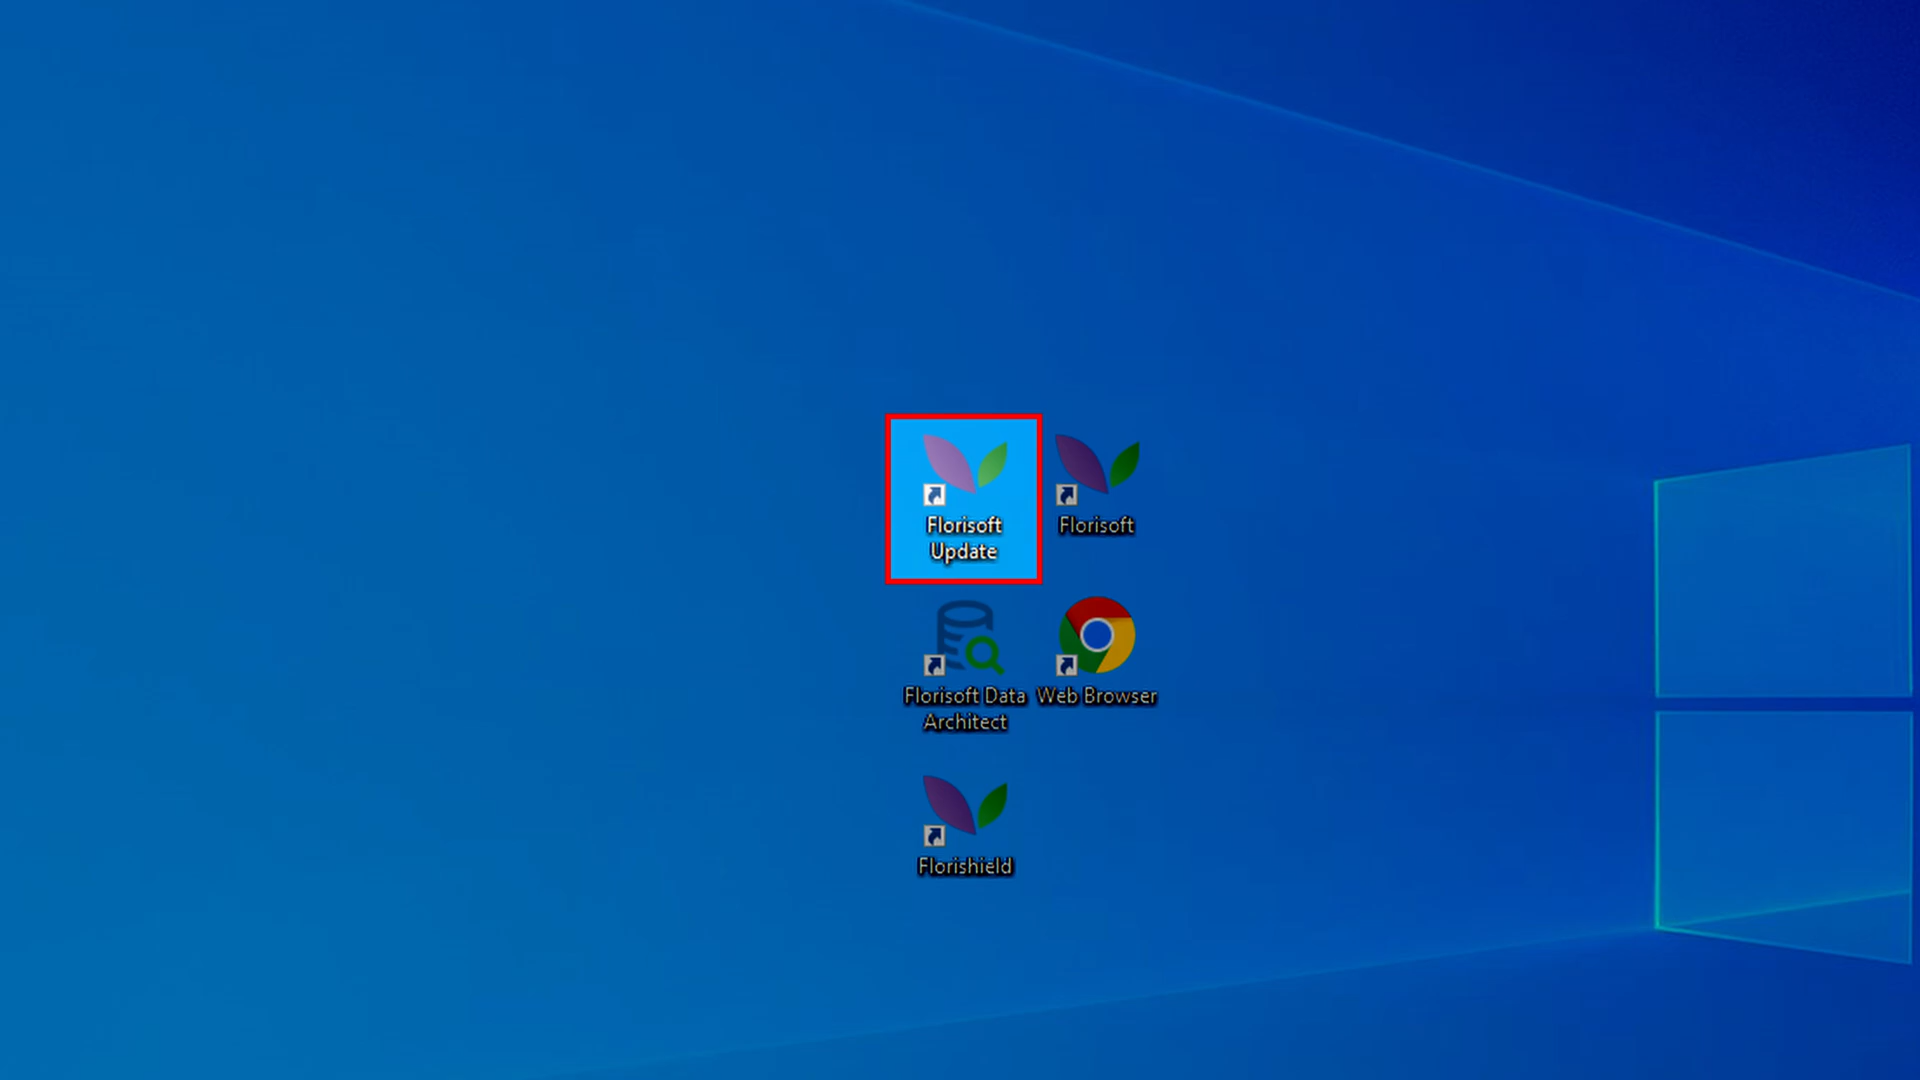 Florisoft
Update
Florisoft
Florisoft Data
Architect
Web Browser
Florishield